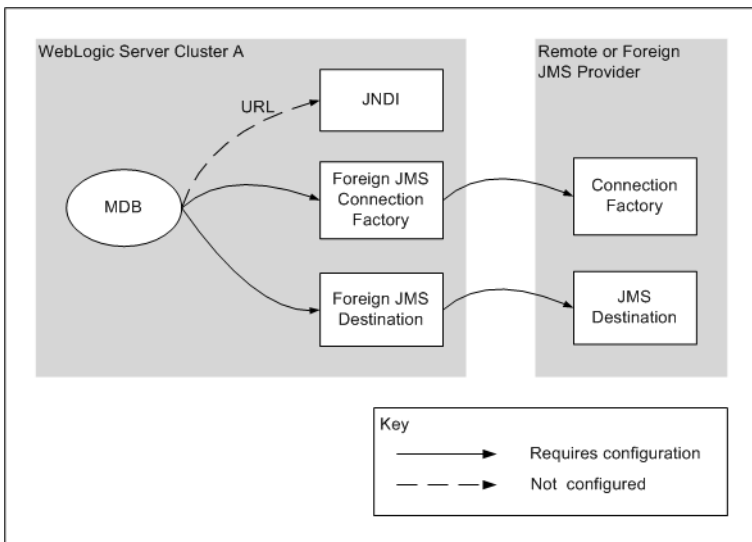 WebLogic Server Cluster A
Remote or Foreign
JMS Provider
URL
JNDI
MDB
Foreign JMS
Connection
Factory
Connection
Factory
Foreign JMS
Destination
JMS
Destination
Key
Requires configuration
Not configured